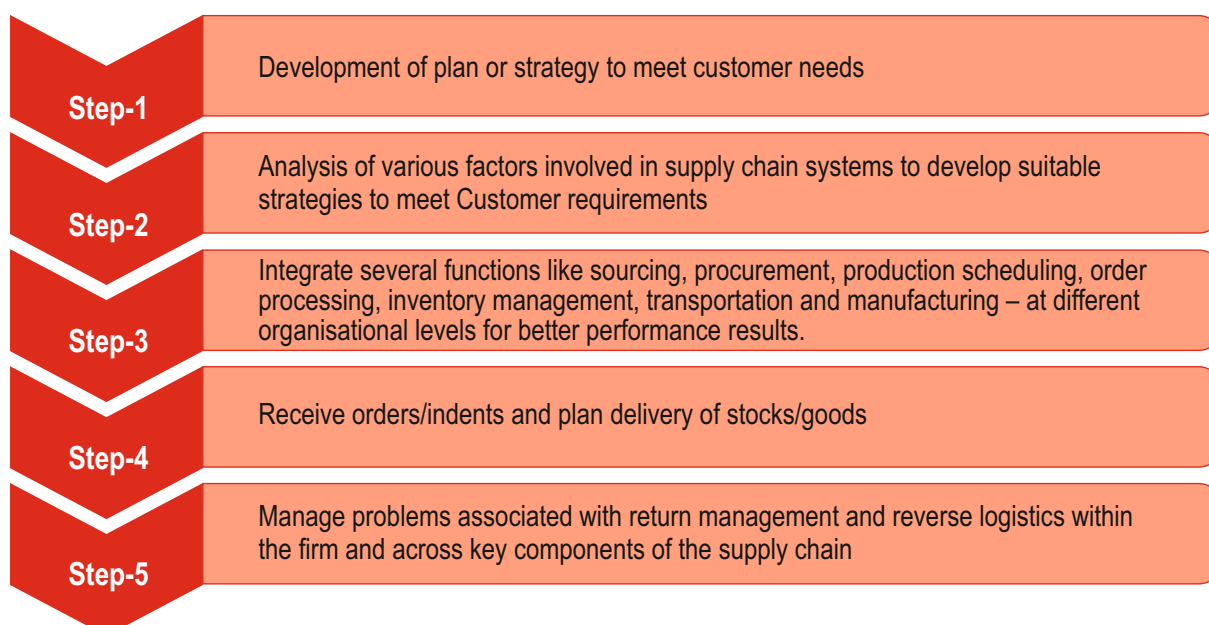 Step-1
Development of plan or strategy to meet customer needs
Step-2
Analysis of various factors involved in supply chain systems to develop suitable
strategies to meet Customer requirements
Step-3
Integrate several functions like sourcing, procurement, production scheduling, order
processing, inventory management, transportation and manufacturing – at different
organisational levels for better performance results.
Step-4
Receive orders/indents and plan delivery of stocks/goods
Step-5
Manage problems associated with return management and reverse logistics within
the firm and across key components of the supply chain